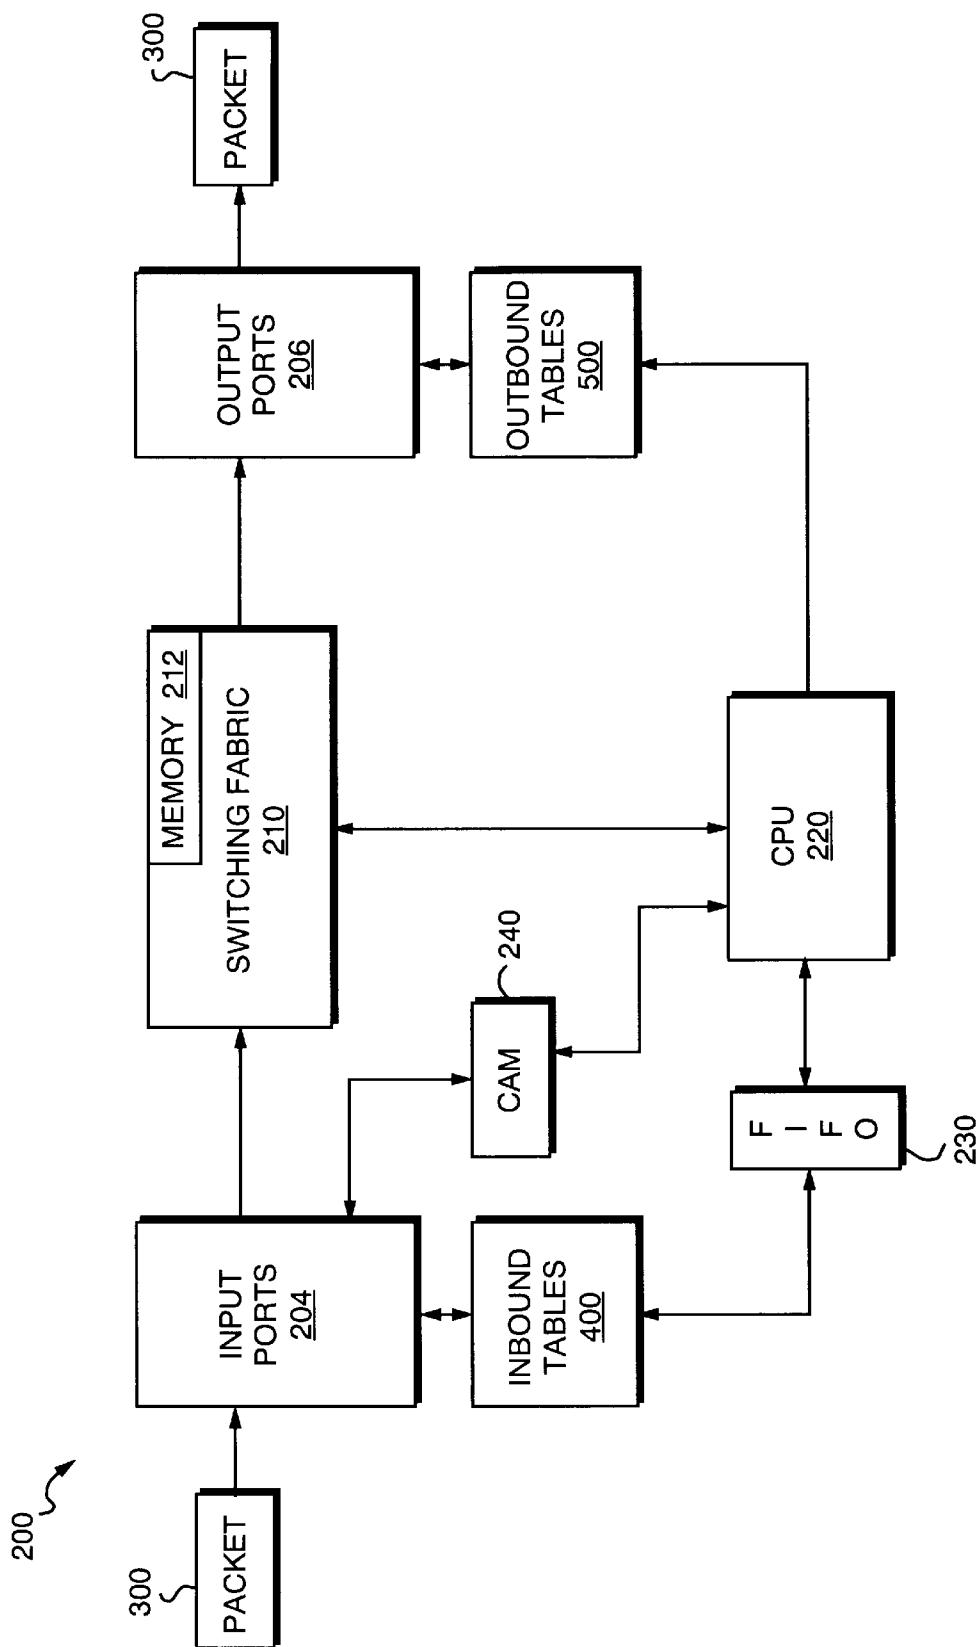 200
300
PACKET
INPUT
PORTS
204
MEMORY 212
SWITCHING FABRIC
210
OUTPUT
PORTS
206
300
PACKET
INBOUND
TABLES
400
CAM
240
OUTBOUND
TABLES
500
F
I
F
O
230
CPU
220